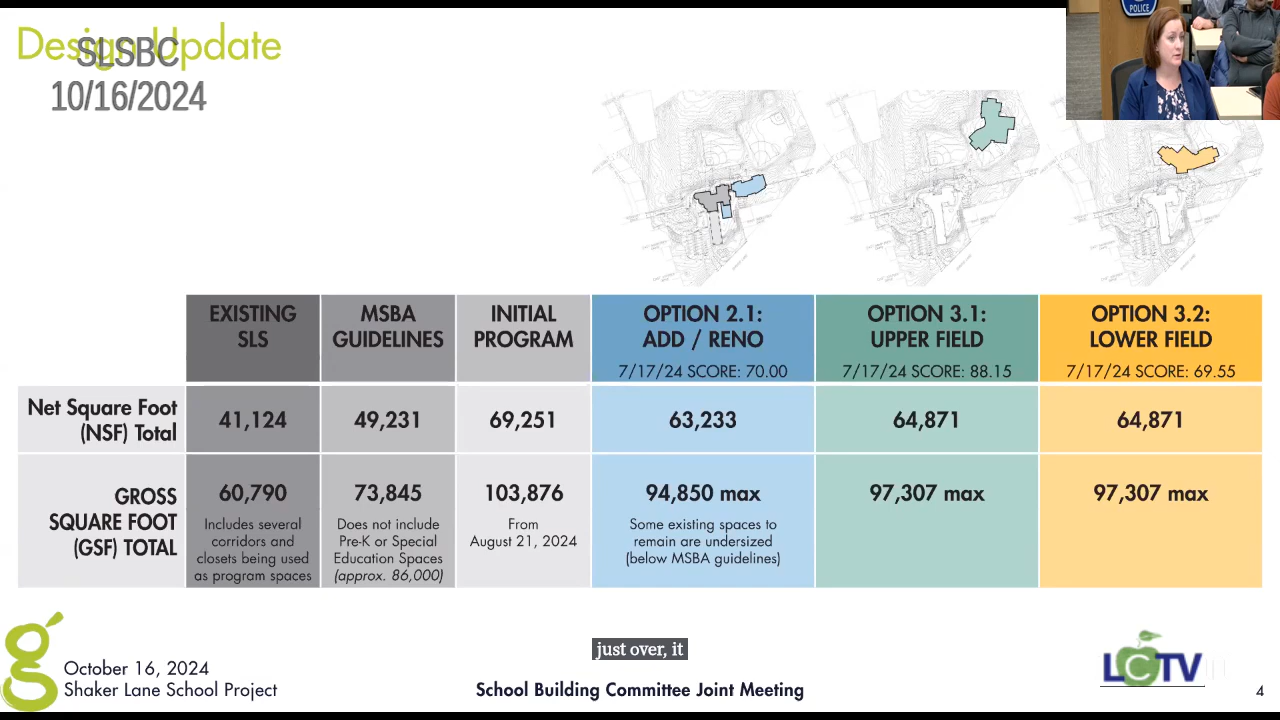 Design Update
SLSBC
10/16/2024
POLICE
EXISTING
SLS
MSBA
GUIDELINES
INITIAL
PROGRAM
OPTION 2.1:
ADD / RENO
7/17/24 SCORE: 70.00
OPTION 3.1:
UPPER FIELD
7/17/24 SCORE: 88.15
OPTION 3.2:
LOWER FIELD
7/17/24 SCORE: 69.55
Net Square Foot
(NSF) Total
41,124
49,231
69,251
63,233
64,871
64,871
GROSS
SQUARE FOOT
(GSF) TOTAL
60,790
Includes several
corridors and
closets being used
as program spaces
73,845
Does not include
Pre-K or Special
Education Spaces
(approx. 86,000)
103,876
From
August 21, 2024
94,850 max
Some existing spaces to
remain are undersized
(below MSBA guidelines)
97,307 max
97,307 max
just over, it
g
October 16, 2024
Shaker Lane School Project
School Building Committee Joint Meeting
LCTV
4